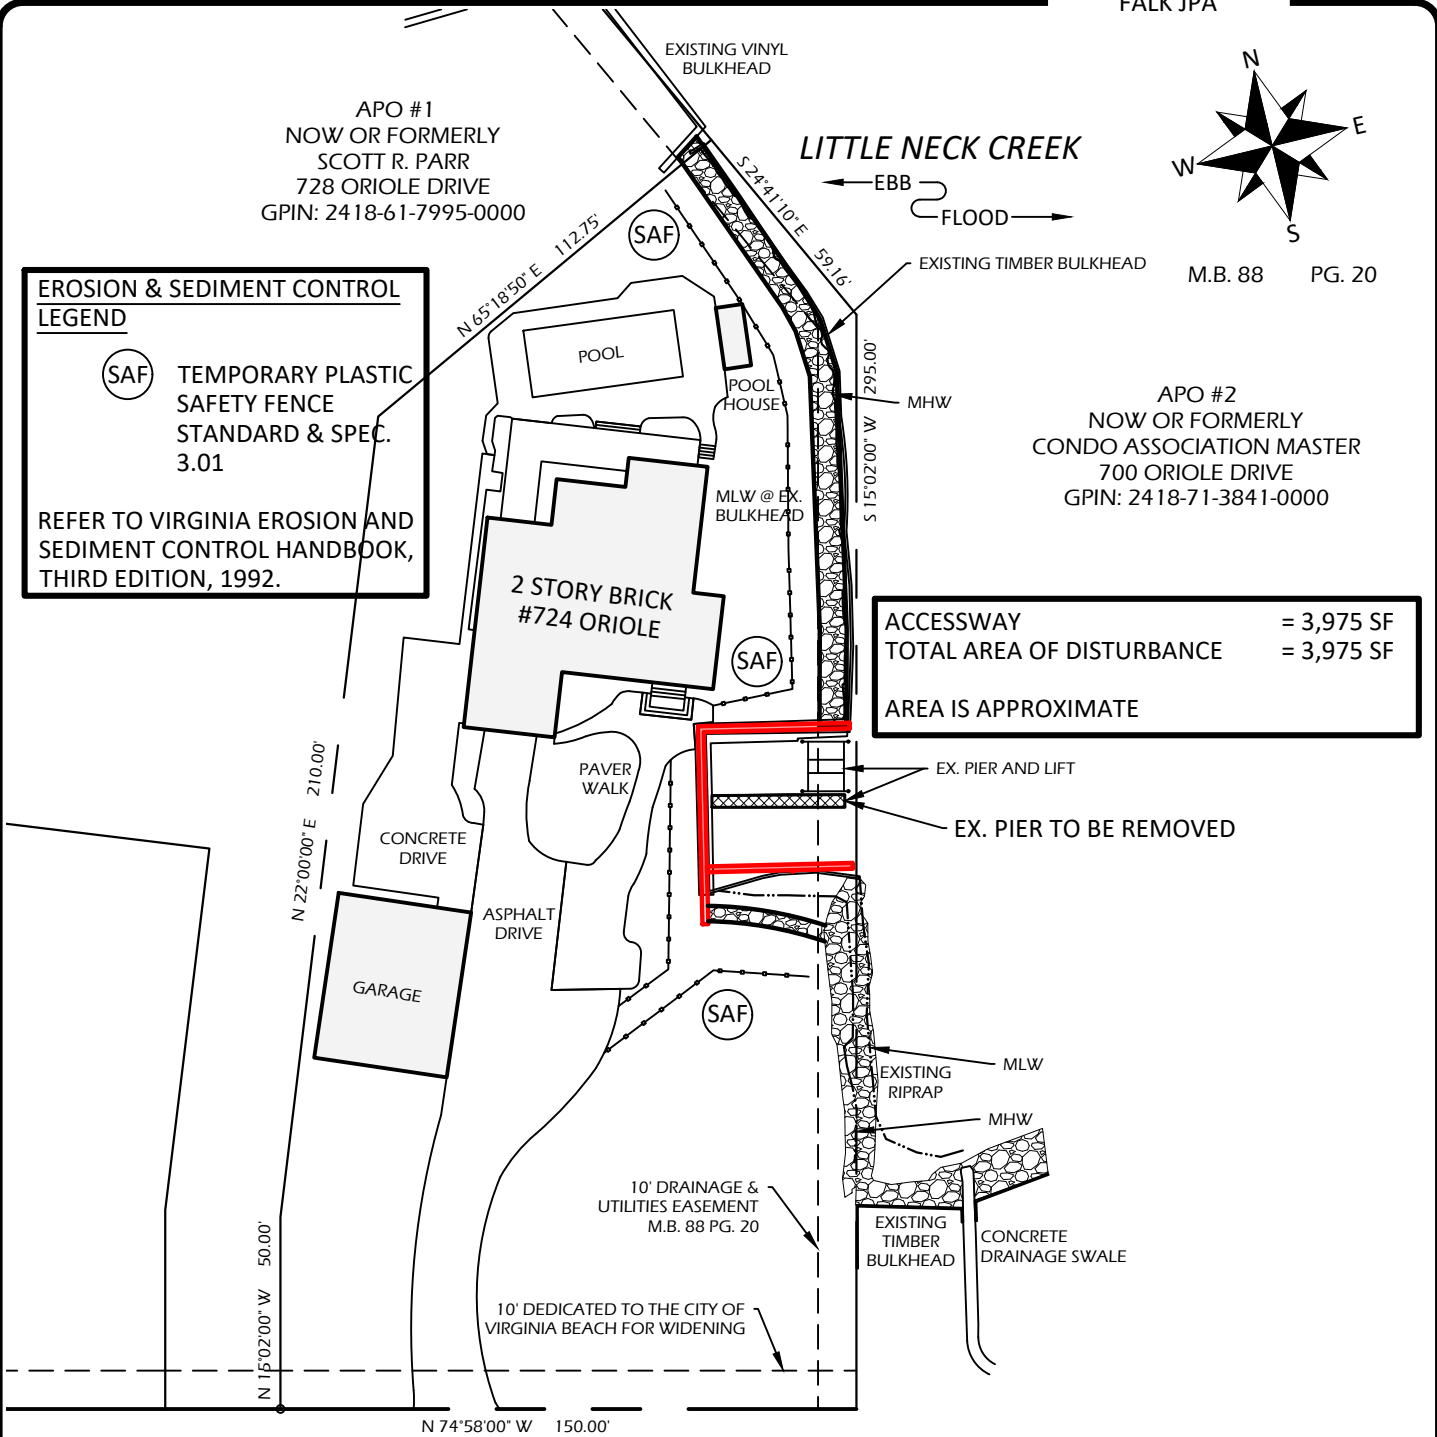 FALK JPA
EXISTING VINYL
BULKHEAD
APO #1
NOW OR FORMERLY
SCOTT R. PARR
728 ORIOLE DRIVE
GPIN: 2418-61-7995-0000
LITTLE NECK CREEK
EBB
FLOOD
N
E
W
S
M.B. 88 PG. 20
S 24°41'10" E 59.16'
N 65°18'50" E 112.75'
SAF
EXISTING TIMBER BULKHEAD
EROSION & SEDIMENT CONTROL
LEGEND
SAF TEMPORARY PLASTIC
SAFETY FENCE
STANDARD & SPEC.
3.01
REFER TO VIRGINIA EROSION AND
SEDIMENT CONTROL HANDBOOK,
THIRD EDITION, 1992.
POOL
POOL
HOUSE
MHW
S 15°02'00" W 295.00'
APO #2
NOW OR FORMERLY
CONDO ASSOCIATION MASTER
700 ORIOLE DRIVE
GPIN: 2418-71-3841-0000
MLW @ EX.
BULKHEAD
2 STORY BRICK
#724 ORIOLE
SAF
ACCESSWAY = 3,975 SF
TOTAL AREA OF DISTURBANCE = 3,975 SF
AREA IS APPROXIMATE
EX. PIER AND LIFT
PAVER
WALK
EX. PIER TO BE REMOVED
N 22°00'00" E 210.00'
CONCRETE
DRIVE
ASPHALT
DRIVE
GARAGE
SAF
MLW
EXISTING
RIPRAP
MHW
10' DRAINAGE &
UTILITIES EASEMENT
M.B. 88 PG. 20
EXISTING
TIMBER
BULKHEAD
CONCRETE
DRAINAGE SWALE
N 15°02'00" W 50.00'
10' DEDICATED TO THE CITY OF
VIRGINIA BEACH FOR WIDENING
N 74°58'00" W 150.00'